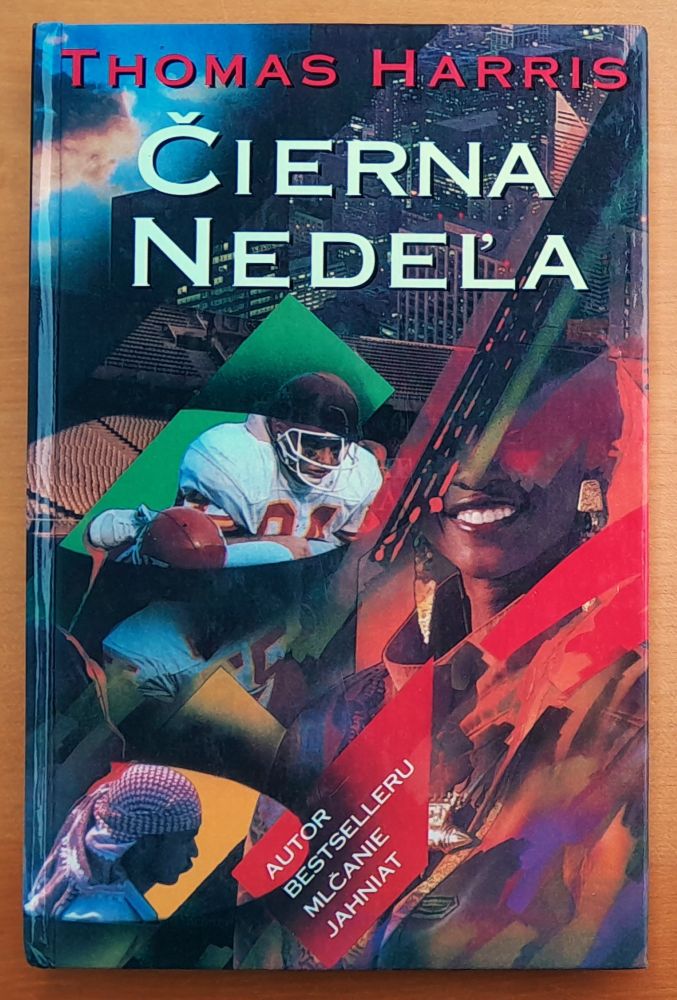 THOMAS HARRIS
ČIERNA
NEDEĽA
AUTOR
BESTSELLERU
MLČANIE
JAHNIAT